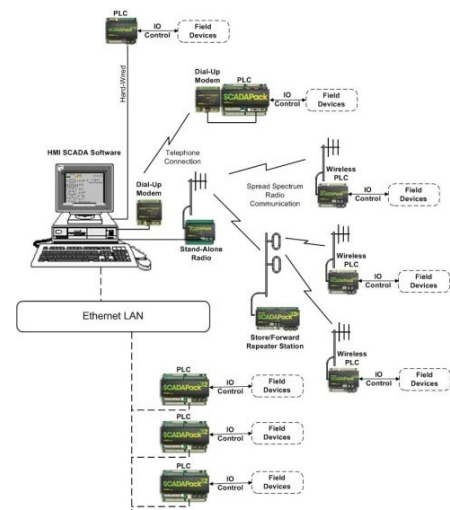 PLC
IO
Control
Field
Devices
Hard-Wired
Dial-Up
Modem
PLC
SCADAPack
IO
Control
Field
Devices
HMI SCADA Software
Telephone
Connection
Dial-Up
Modem
Stand-Alone
Radio
Spread Spectrum
Radio
Communication
Wireless
PLC
IO
Control
Field
Devices
Wireless
PLC
IO
Control
Field
Devices
Store/Forward
Repeater Station
SCADAPack
Wireless
PLC
IO
Control
Field
Devices
Ethernet LAN
PLC
SCADAPack32
IO
Control
Field
Devices
PLC
SCADAPack32
IO
Control
Field
Devices
PLC
SCADAPack32
IO
Control
Field
Devices